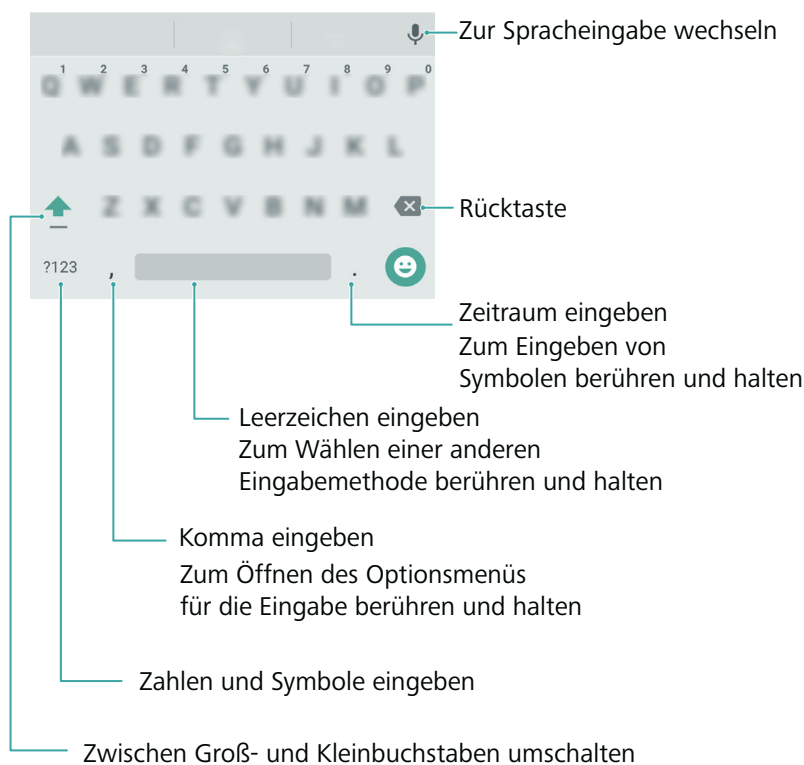 Zur Spracheingabe wechseln
1 2 3 4 5 6 7 8 9 0
Q W E R T Y U I O P
A S D F G H J K L
Z X C V B N M
Rücktaste
?123 , .
Zeitraum eingeben
Zum Eingeben von
Symbolen berühren und halten
Leerzeichen eingeben
Zum Wählen einer anderen
Eingabemethode berühren und halten
Komma eingeben
Zum Öffnen des Optionsmenüs
für die Eingabe berühren und halten
Zahlen und Symbole eingeben
Zwischen Groß- und Kleinbuchstaben umschalten